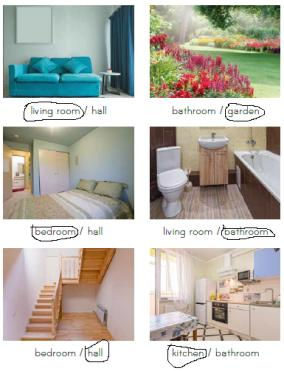 living room / hall
bathroom / garden
bedroom / hall
living room / bathroom
bedroom / hall
kitchen / bathroom